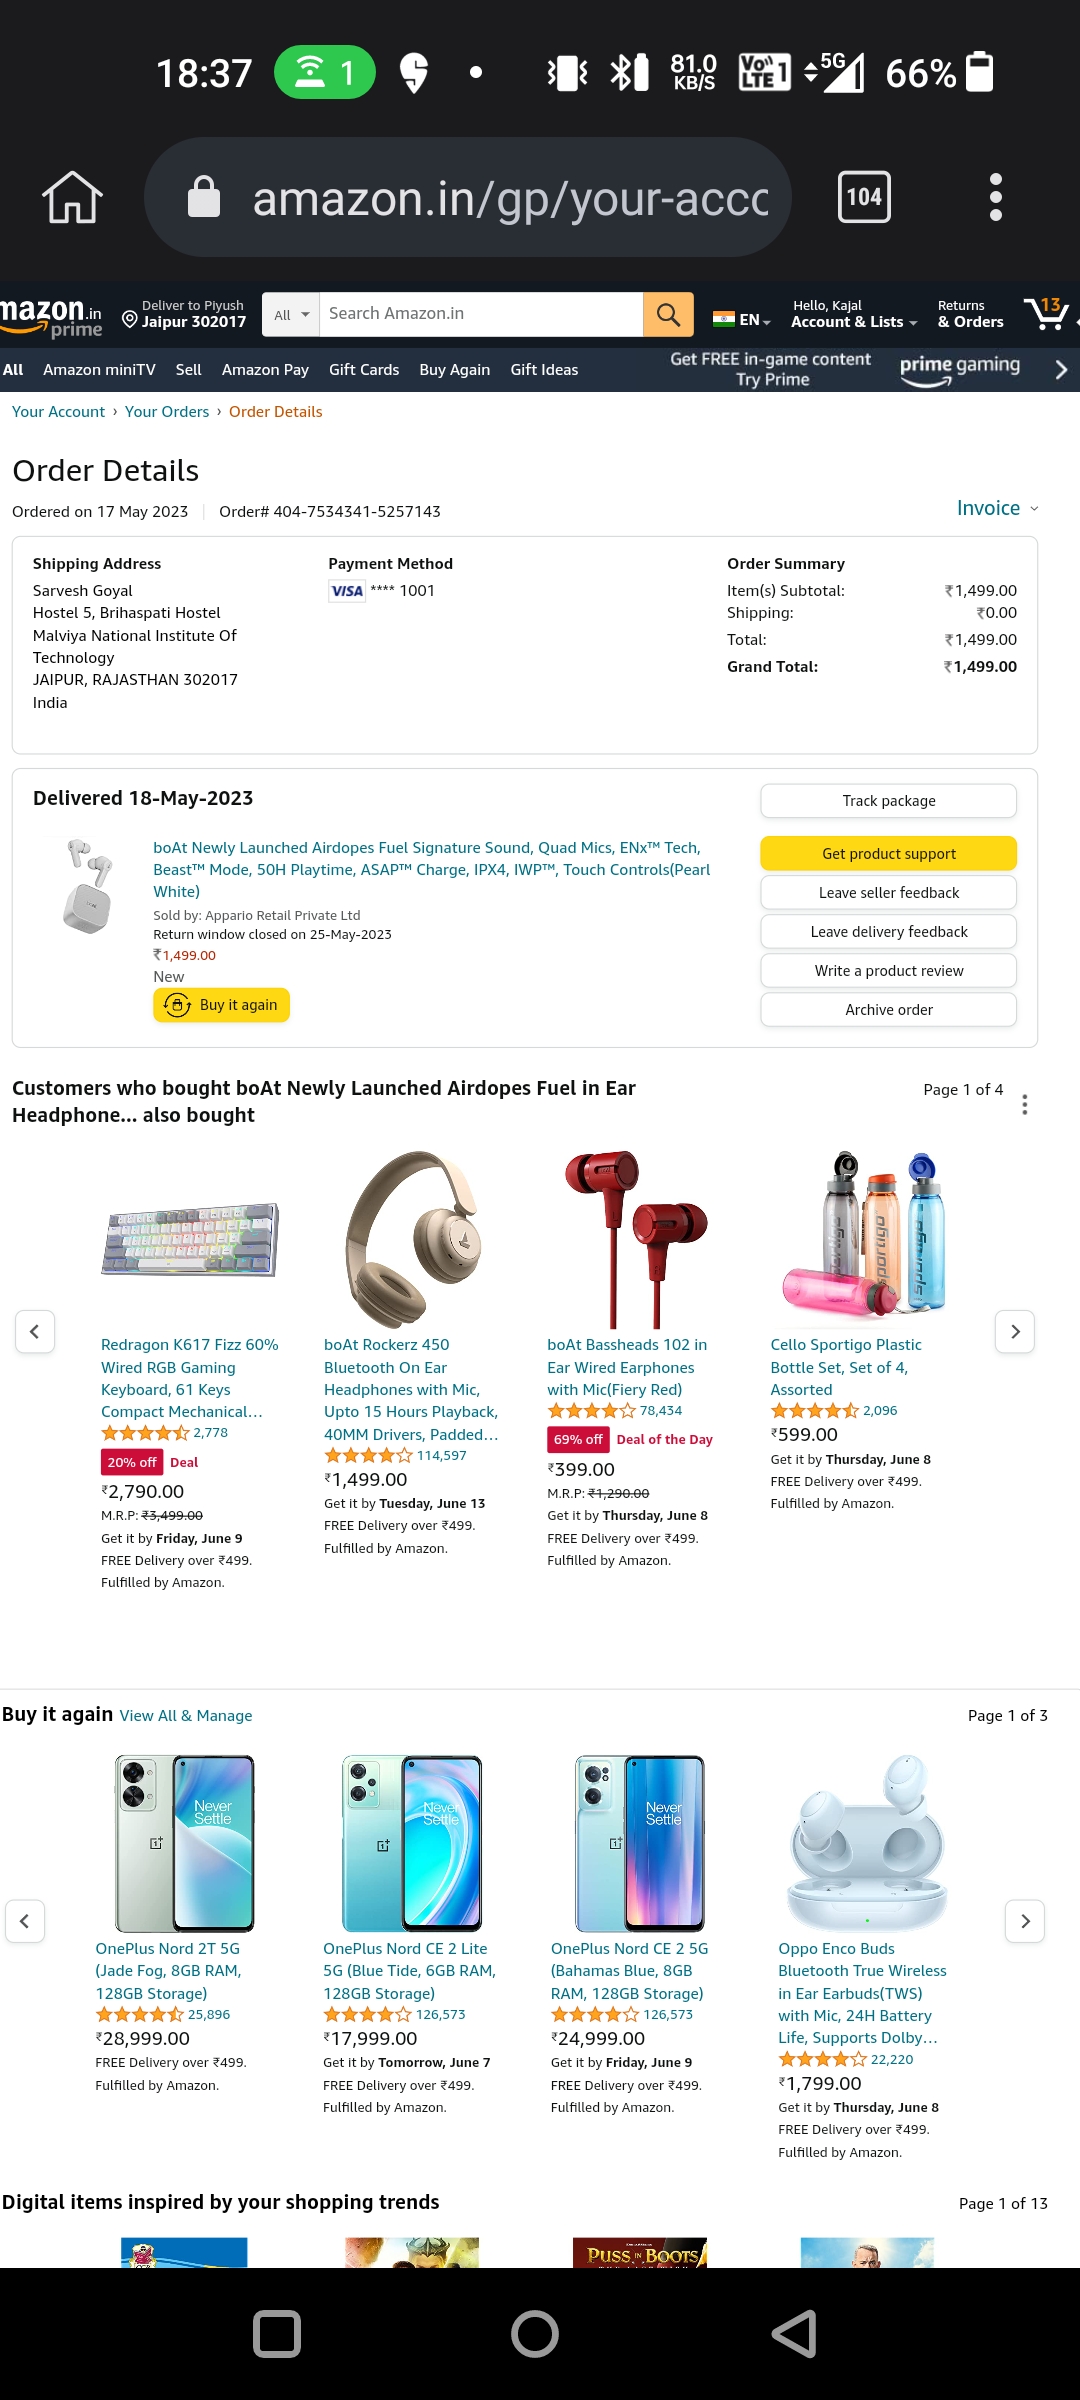 18:37
1
81.0
KB/S
Vo
LTE 1
5G
66%
amazon.in/gp/your-acc
104
mazon.in
prime
Deliver to Piyush
Jaipur 302017
All
Search Amazon.in
EN
Hello, Kajal
Account & Lists
Returns
& Orders
13
All
Amazon miniTV
Sell
Amazon Pay
Gift Cards
Buy Again
Gift Ideas
Get FREE in-game content
Try Prime
prime gaming
Your Account › Your Orders › Order Details
Order Details
Ordered on 17 May 2023
Order# 404-7534341-5257143
Invoice
Shipping Address
Sarvesh Goyal
Hostel 5, Brihaspati Hostel
Malviya National Institute Of
Technology
JAIPUR, RAJASTHAN 302017
India
Payment Method
VISA **** 1001
Order Summary
Item(s) Subtotal: ₹1,499.00
Shipping: ₹0.00
Total: ₹1,499.00
Grand Total: ₹1,499.00
Delivered 18-May-2023
boAt Newly Launched Airdopes Fuel Signature Sound, Quad Mics, ENx™ Tech,
Beast™ Mode, 50H Playtime, ASAP™ Charge, IPX4, IWP™, Touch Controls(Pearl
White)
Sold by: Appario Retail Private Ltd
Return window closed on 25-May-2023
₹1,499.00
New
Buy it again
Track package
Get product support
Leave seller feedback
Leave delivery feedback
Write a product review
Archive order
Customers who bought boAt Newly Launched Airdopes Fuel in Ear
Headphone... also bought
Page 1 of 4
Redragon K617 Fizz 60%
Wired RGB Gaming
Keyboard, 61 Keys
Compact Mechanical...
2,778
20% off Deal
₹2,790.00
M.R.P: ₹3,499.00
Get it by Friday, June 9
FREE Delivery over ₹499.
Fulfilled by Amazon.
boAt Rockerz 450
Bluetooth On Ear
Headphones with Mic,
Upto 15 Hours Playback,
40MM Drivers, Padded...
114,597
₹1,499.00
Get it by Tuesday, June 13
FREE Delivery over ₹499.
Fulfilled by Amazon.
boAt Bassheads 102 in
Ear Wired Earphones
with Mic(Fiery Red)
78,434
69% off Deal of the Day
₹399.00
M.R.P: ₹1,290.00
Get it by Thursday, June 8
FREE Delivery over ₹499.
Fulfilled by Amazon.
Cello Sportigo Plastic
Bottle Set, Set of 4,
Assorted
2,096
₹599.00
Get it by Thursday, June 8
FREE Delivery over ₹499.
Fulfilled by Amazon.
Buy it again View All & Manage
Page 1 of 3
Never
Settle
OnePlus Nord 2T 5G
(Jade Fog, 8GB RAM,
128GB Storage)
25,896
₹28,999.00
FREE Delivery over ₹499.
Fulfilled by Amazon.
Never
Settle
OnePlus Nord CE 2 Lite
5G (Blue Tide, 6GB RAM,
128GB Storage)
126,573
₹17,999.00
Get it by Tomorrow, June 7
FREE Delivery over ₹499.
Fulfilled by Amazon.
Never
Settle
OnePlus Nord CE 2 5G
(Bahamas Blue, 8GB
RAM, 128GB Storage)
126,573
₹24,999.00
Get it by Friday, June 9
FREE Delivery over ₹499.
Fulfilled by Amazon.
Oppo Enco Buds
Bluetooth True Wireless
in Ear Earbuds(TWS)
with Mic, 24H Battery
Life, Supports Dolby...
22,220
₹1,799.00
Get it by Thursday, June 8
FREE Delivery over ₹499.
Fulfilled by Amazon.
Digital items inspired by your shopping trends
Page 1 of 13
PUSS IN BOOTS